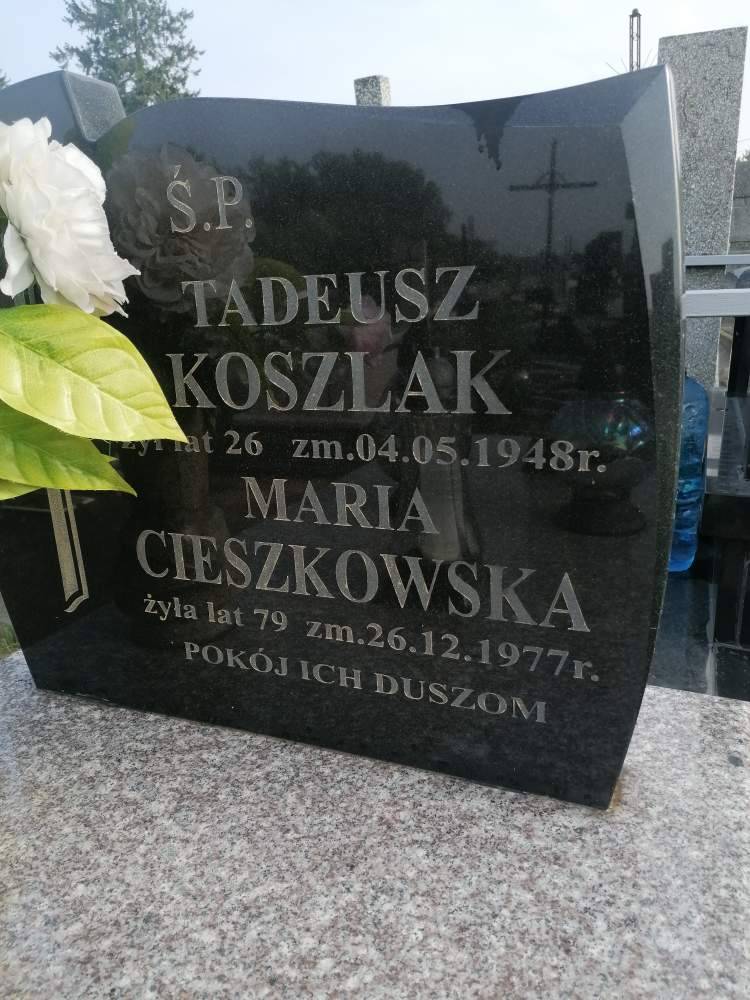 Ś.P.
TADEUSZ
KOSZLAK
żył lat 26 zm.04.05.1948r.
MARIA
CIESZKOWSKA
żyła lat 79 zm.26.12.1977r.
POKÓJ ICH DUSZOM